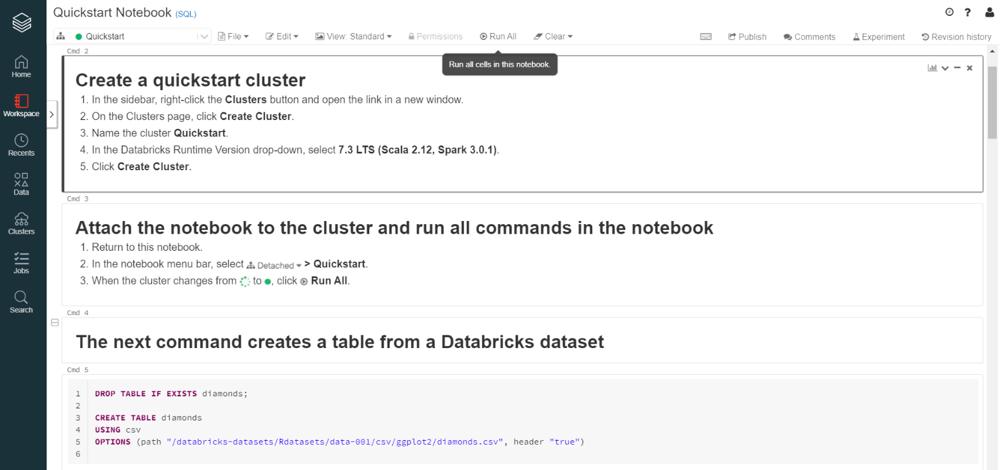 Quickstart Notebook (SQL)
Quickstart File Edit View: Standard Permissions Run All Clear Publish Comments Experiment Revision history
Run all cells in this notebook.
Home
Workspace
Recents
Data
Clusters
Jobs
Search
Cmd 2
Create a quickstart cluster
1. In the sidebar, right-click the Clusters button and open the link in a new window.
2. On the Clusters page, click Create Cluster.
3. Name the cluster Quickstart.
4. In the Databricks Runtime Version drop-down, select 7.3 LTS (Scala 2.12, Spark 3.0.1).
5. Click Create Cluster.
Cmd 3
Attach the notebook to the cluster and run all commands in the notebook
1. Return to this notebook.
2. In the notebook menu bar, select Detached > Quickstart.
3. When the cluster changes from to , click Run All.
Cmd 4
The next command creates a table from a Databricks dataset
Cmd 5
1 DROP TABLE IF EXISTS diamonds;
2
3 CREATE TABLE diamonds
4 USING csv
5 OPTIONS (path "/databricks-datasets/Rdatasets/data-001/csv/ggplot2/diamonds.csv", header "true")
6